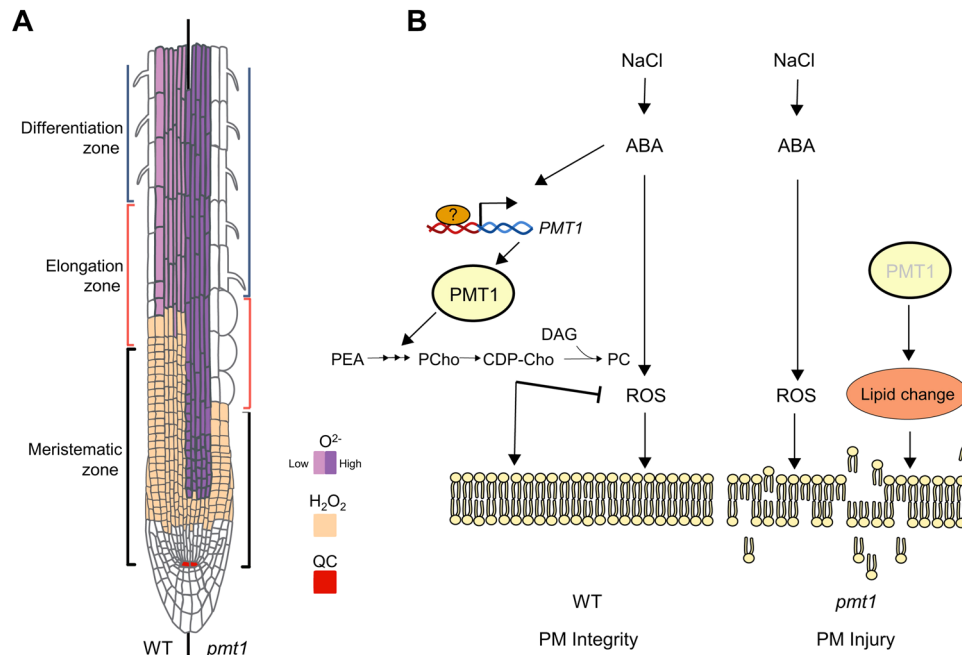 A
Differentiation
zone
Elongation
zone
Meristematic
zone
O²⁻
Low
High
H₂O₂
QC
WT
pmt1
B
NaCl
NaCl
ABA
ABA
?
PMT1
PMT1
PMT1
DAG
PEA
PCho
CDP-Cho
PC
ROS
ROS
Lipid change
WT
pmt1
PM Integrity
PM Injury